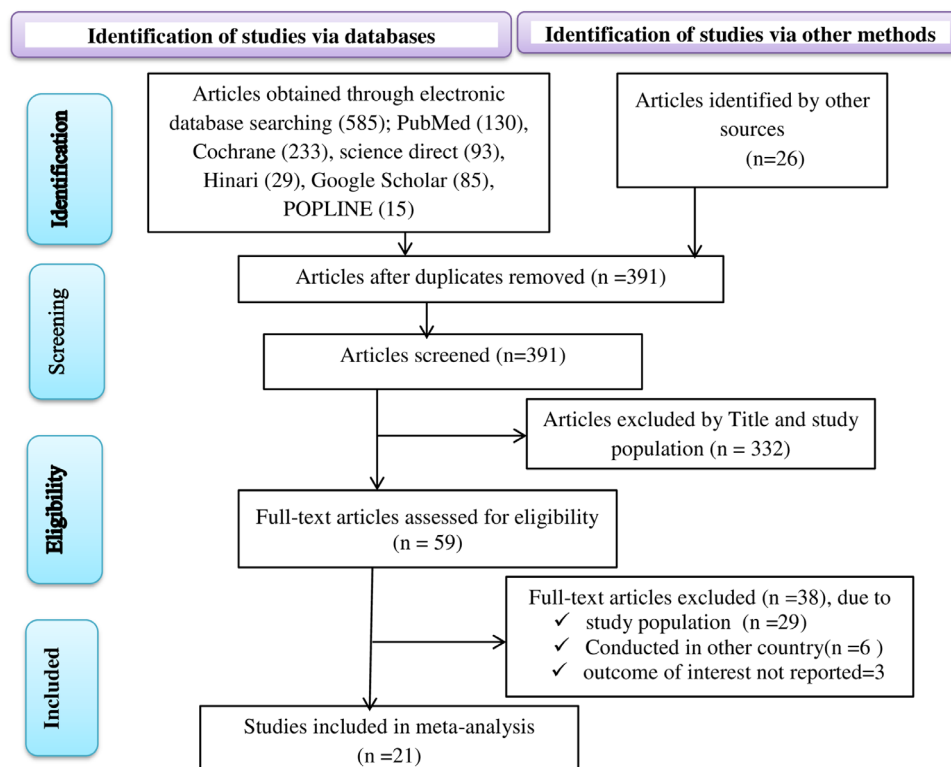 Identification of studies via databases
Identification of studies via other methods
Identification
Articles obtained through electronic
database searching (585); PubMed (130),
Cochrane (233), science direct (93),
Hinari (29), Google Scholar (85),
POPLINE (15)
Articles identified by other
sources
(n=26)
Articles after duplicates removed (n =391)
Screening
Articles screened (n=391)
Articles excluded by Title and study
population (n = 332)
Eligibility
Full-text articles assessed for eligibility
(n = 59)
Full-text articles excluded (n =38), due to
✓ study population (n =29)
✓ Conducted in other country(n =6 )
✓ outcome of interest not reported=3
Included
Studies included in meta-analysis
(n =21)